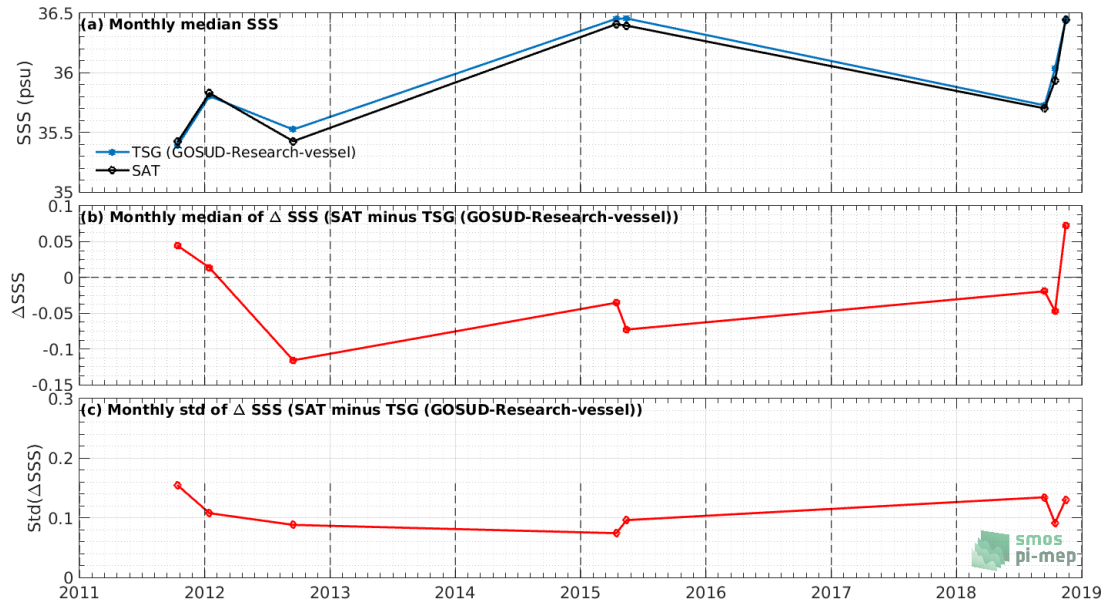 (a) Monthly median SSS
36.5
36
35.5
35
SSS (psu)
TSG (GOSUD-Research-vessel)
SAT
(b) Monthly median of Δ SSS (SAT minus TSG (GOSUD-Research-vessel))
0.1
0.05
0
-0.05
-0.1
-0.15
ΔSSS
(c) Monthly std of Δ SSS (SAT minus TSG (GOSUD-Research-vessel))
0.3
0.2
0.1
0
Std(ΔSSS)
smos
pi-mep
2011 2012 2013 2014 2015 2016 2017 2018 2019